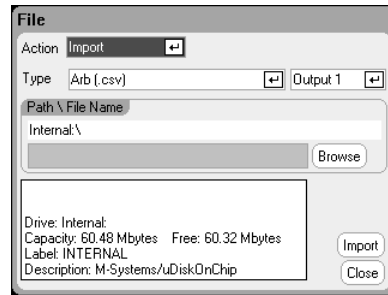 File
Action Import
Type Arb (.csv) Output 1
Path \ File Name
Internal:\
Browse
Drive: Internal:
Capacity: 60.48 Mbytes Free: 60.32 Mbytes
Label: INTERNAL
Description: M-Systems/uDiskOnChip
Import
Close